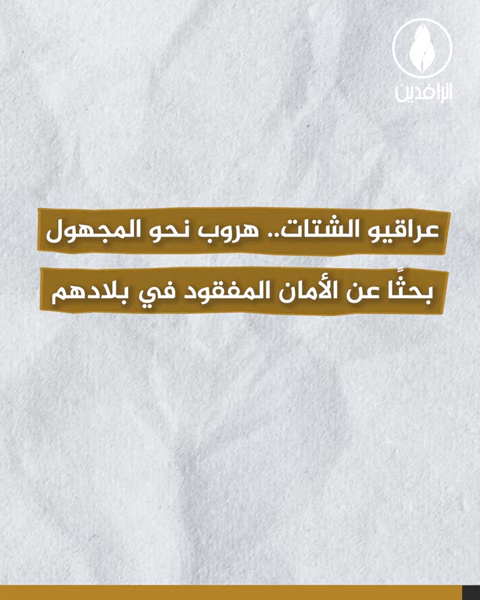 الرافدين
عراقيو الشتات.. هروب نحو المجهول
بحثًا عن الأمان المفقود في بلادهم